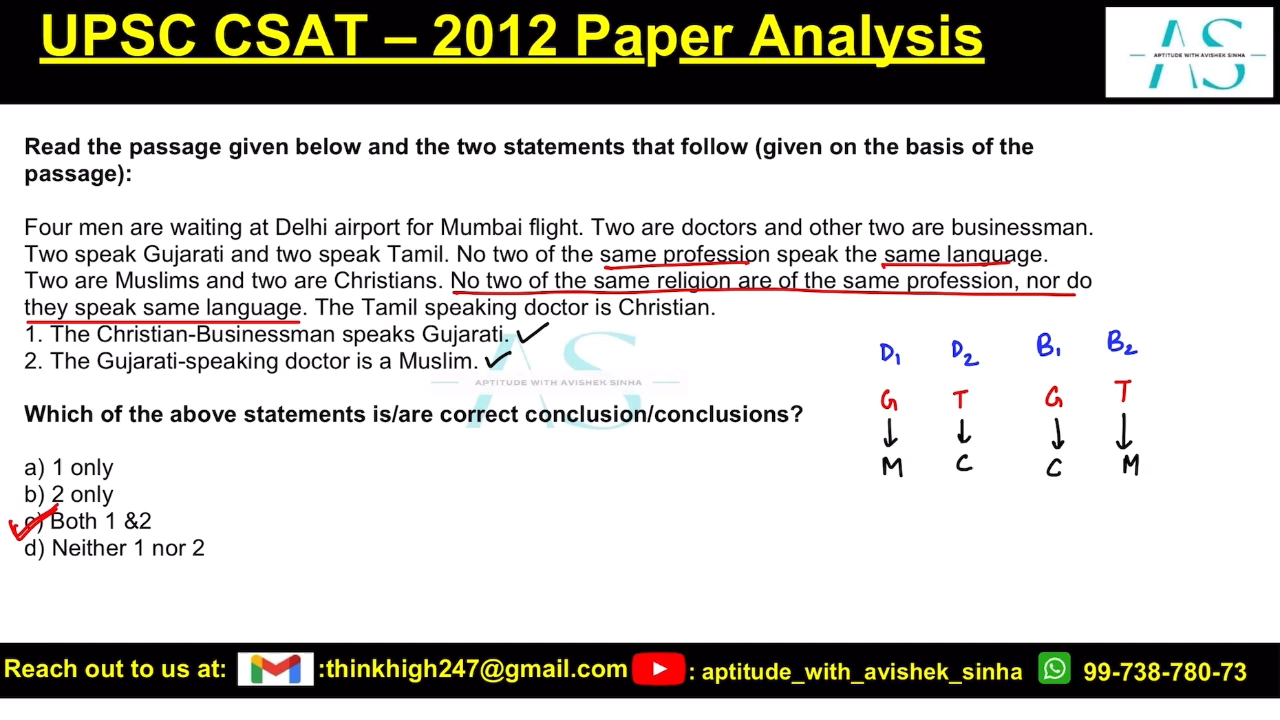 UPSC CSAT – 2012 Paper Analysis
AS
APTITUDE WITH AVISHEK SINHA
Read the passage given below and the two statements that follow (given on the basis of the
passage):
Four men are waiting at Delhi airport for Mumbai flight. Two are doctors and other two are businessman.
Two speak Gujarati and two speak Tamil. No two of the same profession speak the same language.
Two are Muslims and two are Christians. No two of the same religion are of the same profession, nor do
they speak same language. The Tamil speaking doctor is Christian.
1. The Christian-Businessman speaks Gujarati.
2. The Gujarati-speaking doctor is a Muslim.
AS
APTITUDE WITH AVISHEK SINHA
Which of the above statements is/are correct conclusion/conclusions?
a) 1 only
b) 2 only
c) Both 1 &2
d) Neither 1 nor 2
D1 D2 B1 B2
G T G T
M C C M
Reach out to us at: :thinkhigh247@gmail.com : aptitude_with_avishek_sinha 99-738-780-73